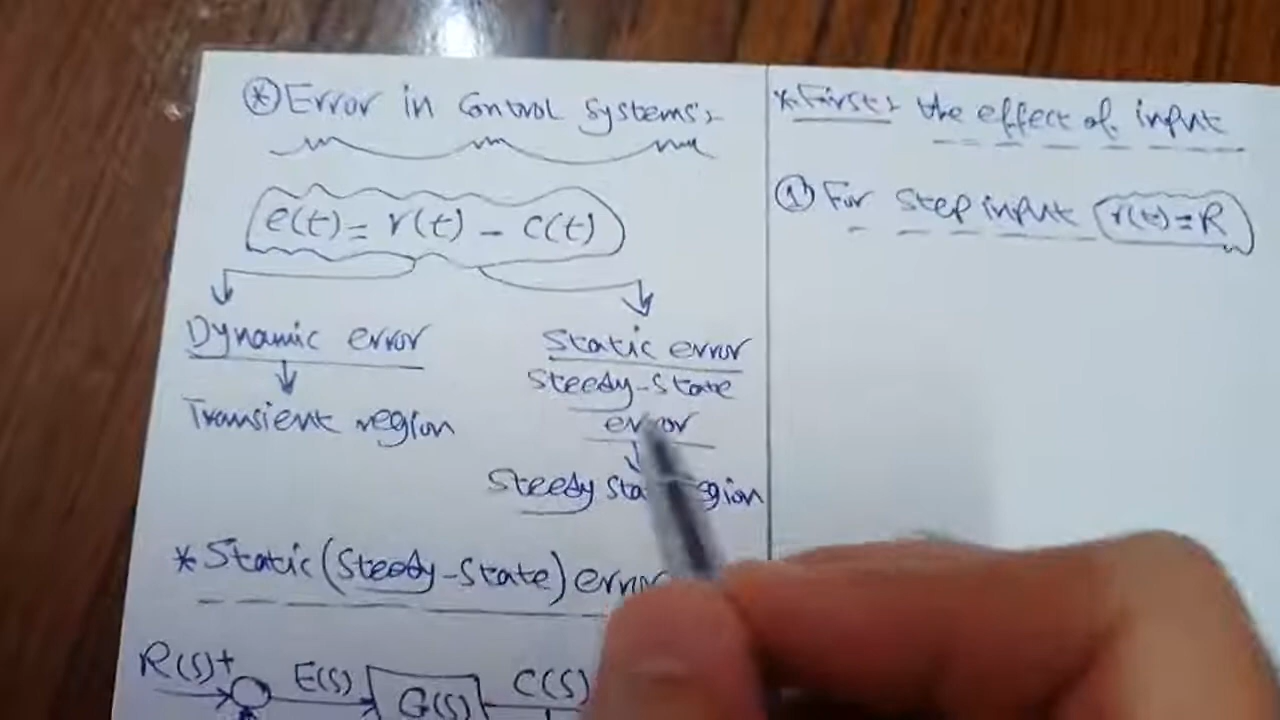 * Error in Control Systems:
e(t) = r(t) - c(t)
Dynamic error
Transient region
Static error
Steedy-State
error
Steedy sta gion
* Static (Steedy-State) error
R(S) +
E(S)
G(S)
C(S)
* First: the effect of input
1 For step input r(t) = R